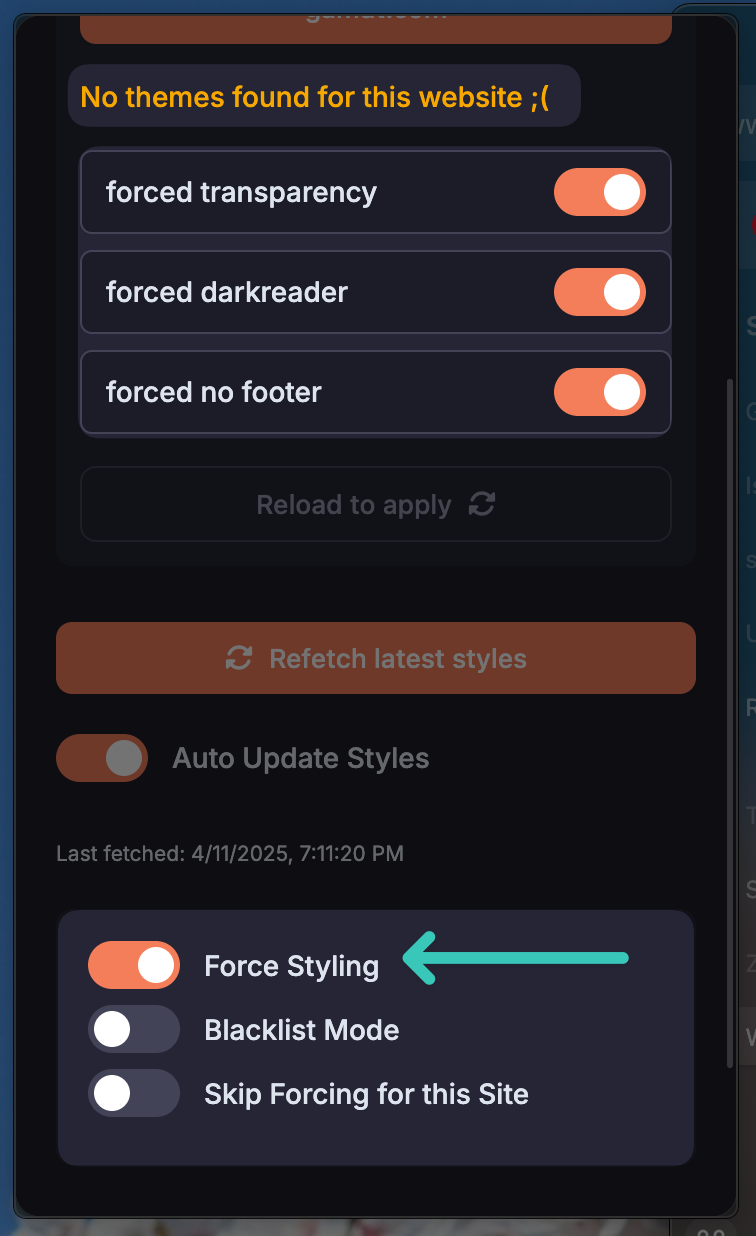 No themes found for this website ;(
forced transparency
forced darkreader
forced no footer
Reload to apply
Refetch latest styles
Auto Update Styles
Last fetched: 4/11/2025, 7:11:20 PM
Force Styling
Blacklist Mode
Skip Forcing for this Site